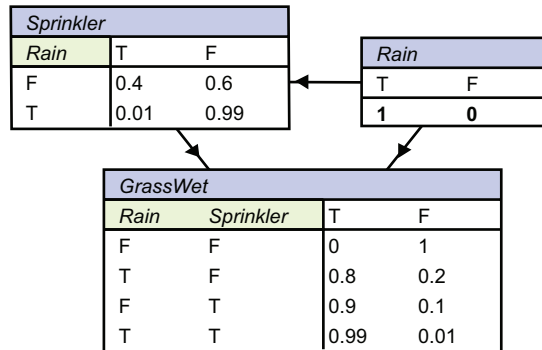 Sprinkler
Rain T F
F 0.4 0.6
T 0.01 0.99
Rain
T F
1 0
GrassWet
Rain Sprinkler T F
F F 0 1
T F 0.8 0.2
F T 0.9 0.1
T T 0.99 0.01